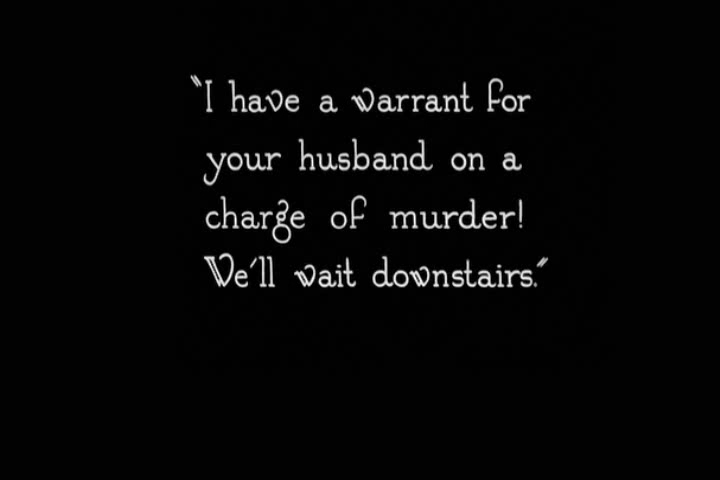 "I have a warrant for
your husband on a
charge of murder!
We'll wait downstairs."